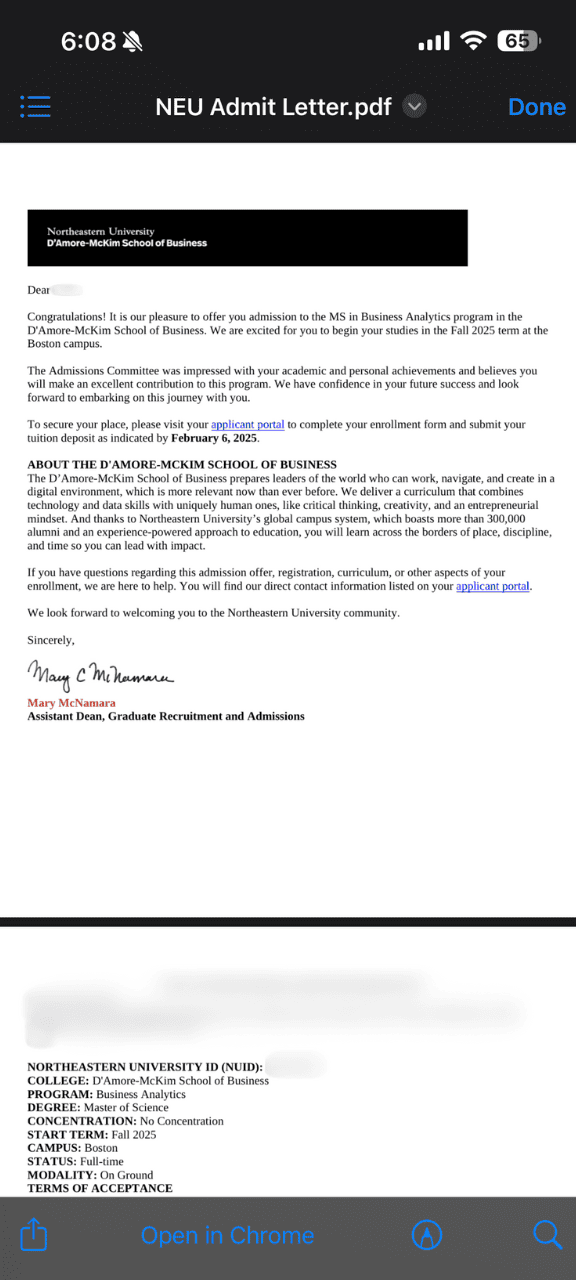 6:08
65
NEU Admit Letter.pdf
Done
Northeastern University
D'Amore-McKim School of Business
Dear
Congratulations! It is our pleasure to offer you admission to the MS in Business Analytics program in the
D'Amore-McKim School of Business. We are excited for you to begin your studies in the Fall 2025 term at the
Boston campus.
The Admissions Committee was impressed with your academic and personal achievements and believes you
will make an excellent contribution to this program. We have confidence in your future success and look
forward to embarking on this journey with you.
To secure your place, please visit your applicant portal to complete your enrollment form and submit your
tuition deposit as indicated by February 6, 2025.
ABOUT THE D'AMORE-MCKIM SCHOOL OF BUSINESS
The D’Amore-McKim School of Business prepares leaders of the world who can work, navigate, and create in a
digital environment, which is more relevant now than ever before. We deliver a curriculum that combines
technology and data skills with uniquely human ones, like critical thinking, creativity, and an entrepreneurial
mindset. And thanks to Northeastern University’s global campus system, which boasts more than 300,000
alumni and an experience-powered approach to education, you will learn across the borders of place, discipline,
and time so you can lead with impact.
If you have questions regarding this admission offer, registration, curriculum, or other aspects of your
enrollment, we are here to help. You will find our direct contact information listed on your applicant portal.
We look forward to welcoming you to the Northeastern University community.
Sincerely,
Mary C McNamara
Mary McNamara
Assistant Dean, Graduate Recruitment and Admissions
NORTHEASTERN UNIVERSITY ID (NUID):
COLLEGE: D'Amore-McKim School of Business
PROGRAM: Business Analytics
DEGREE: Master of Science
CONCENTRATION: No Concentration
START TERM: Fall 2025
CAMPUS: Boston
STATUS: Full-time
MODALITY: On Ground
TERMS OF ACCEPTANCE
Open in Chrome